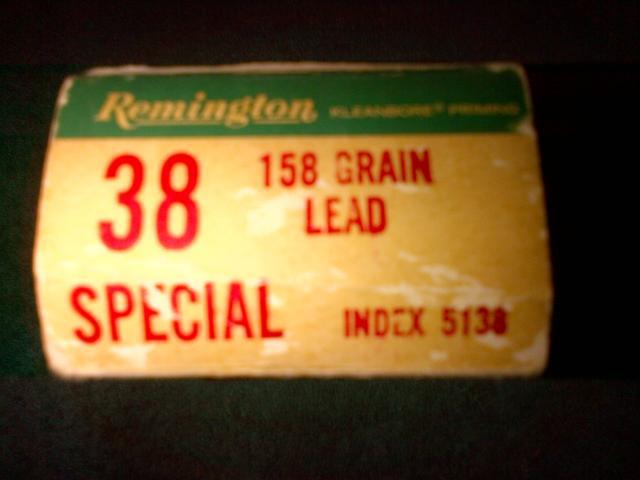 Remington KLEANBORE® PRIMING
38 158 GRAIN
LEAD
SPECIAL INDEX 5138